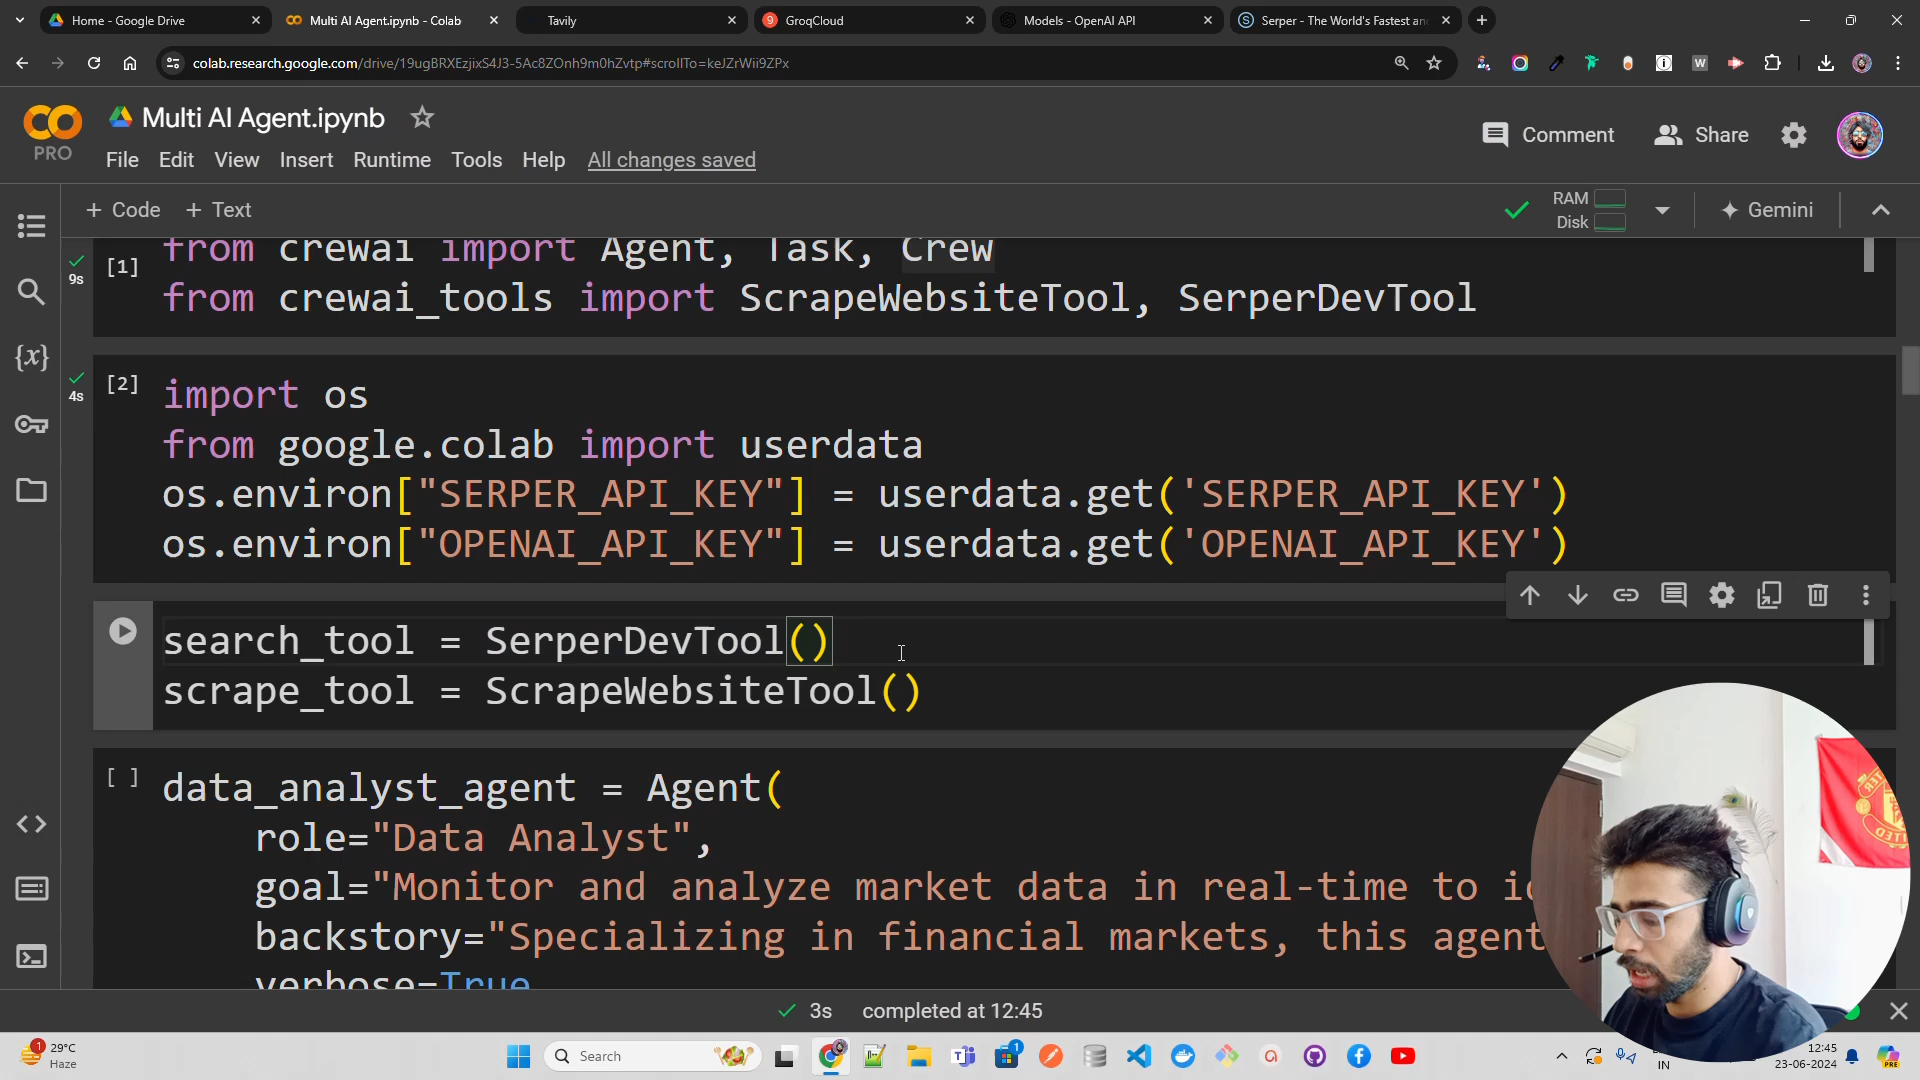 Home - Google Drive
Multi AI Agent.ipynb - Colab
Tavily
GroqCloud
Models - OpenAI API
Serper - The World's Fastest an
colab.research.google.com/drive/19ugBRXEzjixS4J3-5Ac8ZOnh9m0hZvtp#scrollTo=keJZrWii9ZPx
PRO
Multi AI Agent.ipynb
File Edit View Insert Runtime Tools Help All changes saved
Comment Share
+ Code + Text
RAM
Disk
Gemini
[1]
9s
from crewai import Agent, Task, Crew
from crewai_tools import ScrapeWebsiteTool, SerperDevTool
[2]
4s
import os
from google.colab import userdata
os.environ["SERPER_API_KEY"] = userdata.get('SERPER_API_KEY')
os.environ["OPENAI_API_KEY"] = userdata.get('OPENAI_API_KEY')
search_tool = SerperDevTool()
scrape_tool = ScrapeWebsiteTool()
[ ]
data_analyst_agent = Agent(
role="Data Analyst",
goal="Monitor and analyze market data in real-time to
backstory="Specializing in financial markets, this agent
verbose=True
3s completed at 12:45
29°C
Haze
Search
IN
12:45
23-06-2024